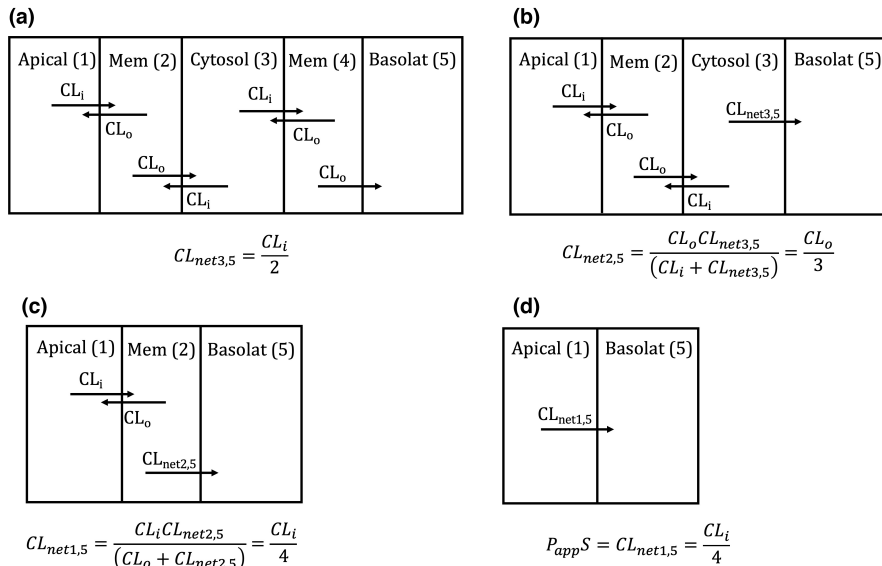 (a)
(b)
Apical (1) Mem (2) Cytosol (3) Mem (4) Basolat (5)
CLi
CLo
CLo
CLi
CLi
CLo
CLo
CLnet3,5 = CLi / 2
Apical (1) Mem (2) Cytosol (3) Basolat (5)
CLi
CLo
CLo
CLi
CLnet3,5
CLnet2,5 = CLoCLnet3,5 / (CLi + CLnet3,5) = CLo / 3
(c)
(d)
Apical (1) Mem (2) Basolat (5)
CLi
CLo
CLnet2,5
CLnet1,5 = CLiCLnet2,5 / (CLo + CLnet2,5) = CLi / 4
Apical (1) Basolat (5)
CLnet1,5
PappS = CLnet1,5 = CLi / 4